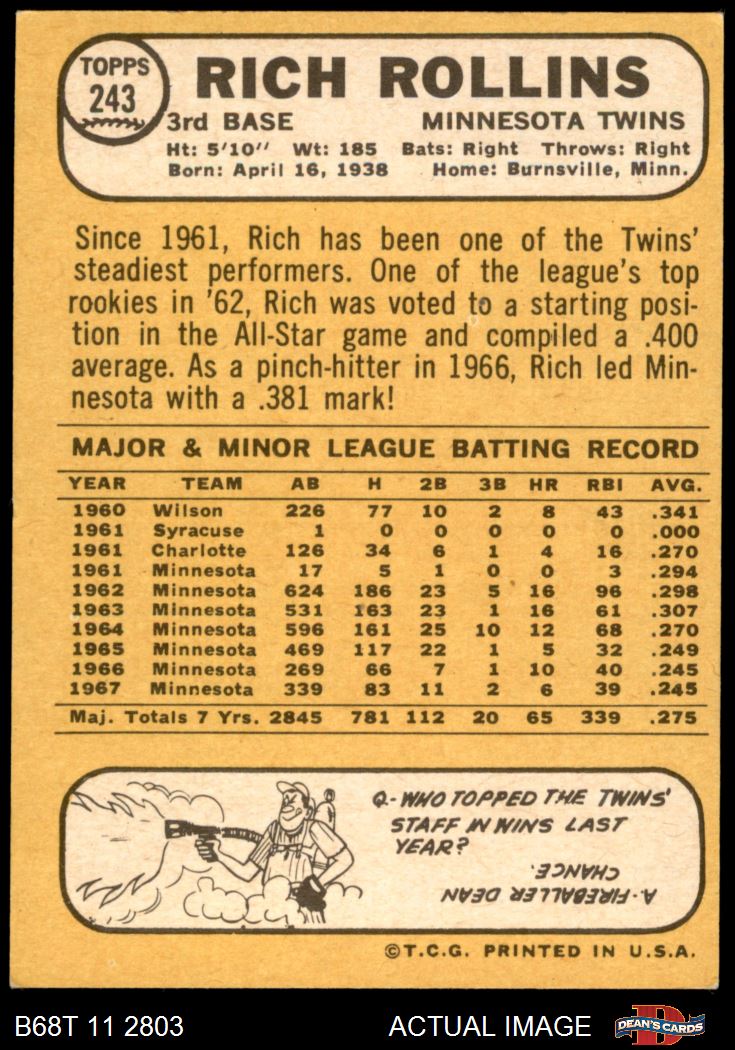 TOPPS
243
RICH ROLLINS
3rd BASE MINNESOTA TWINS
Ht: 5'10" Wt: 185 Bats: Right Throws: Right
Born: April 16, 1938 Home: Burnsville, Minn.
Since 1961, Rich has been one of the Twins'
steadiest performers. One of the league's top
rookies in '62, Rich was voted to a starting posi-
tion in the All-Star game and compiled a .400
average. As a pinch-hitter in 1966, Rich led Min-
nesota with a .381 mark!
MAJOR & MINOR LEAGUE BATTING RECORD
YEAR TEAM AB H 2B 3B HR RBI AVG.
1960 Wilson 226 77 10 2 8 43 .341
1961 Syracuse 1 0 0 0 0 0 .000
1961 Charlotte 126 34 6 1 4 16 .270
1961 Minnesota 17 5 1 0 0 3 .294
1962 Minnesota 624 186 23 5 16 96 .298
1963 Minnesota 531 163 23 1 16 61 .307
1964 Minnesota 596 161 25 10 12 68 .270
1965 Minnesota 469 117 22 1 5 32 .249
1966 Minnesota 269 66 7 1 10 40 .245
1967 Minnesota 339 83 11 2 6 39 .245
Maj. Totals 7 Yrs. 2845 781 112 20 65 339 .275
Q-WHO TOPPED THE TWINS'
STAFF IN WINS LAST
YEAR?
A-FIREBALLER DEAN
CHANCE.
©T.C.G. PRINTED IN U.S.A.
B68T 11 2803 ACTUAL IMAGE
D
DEAN'S CARDS